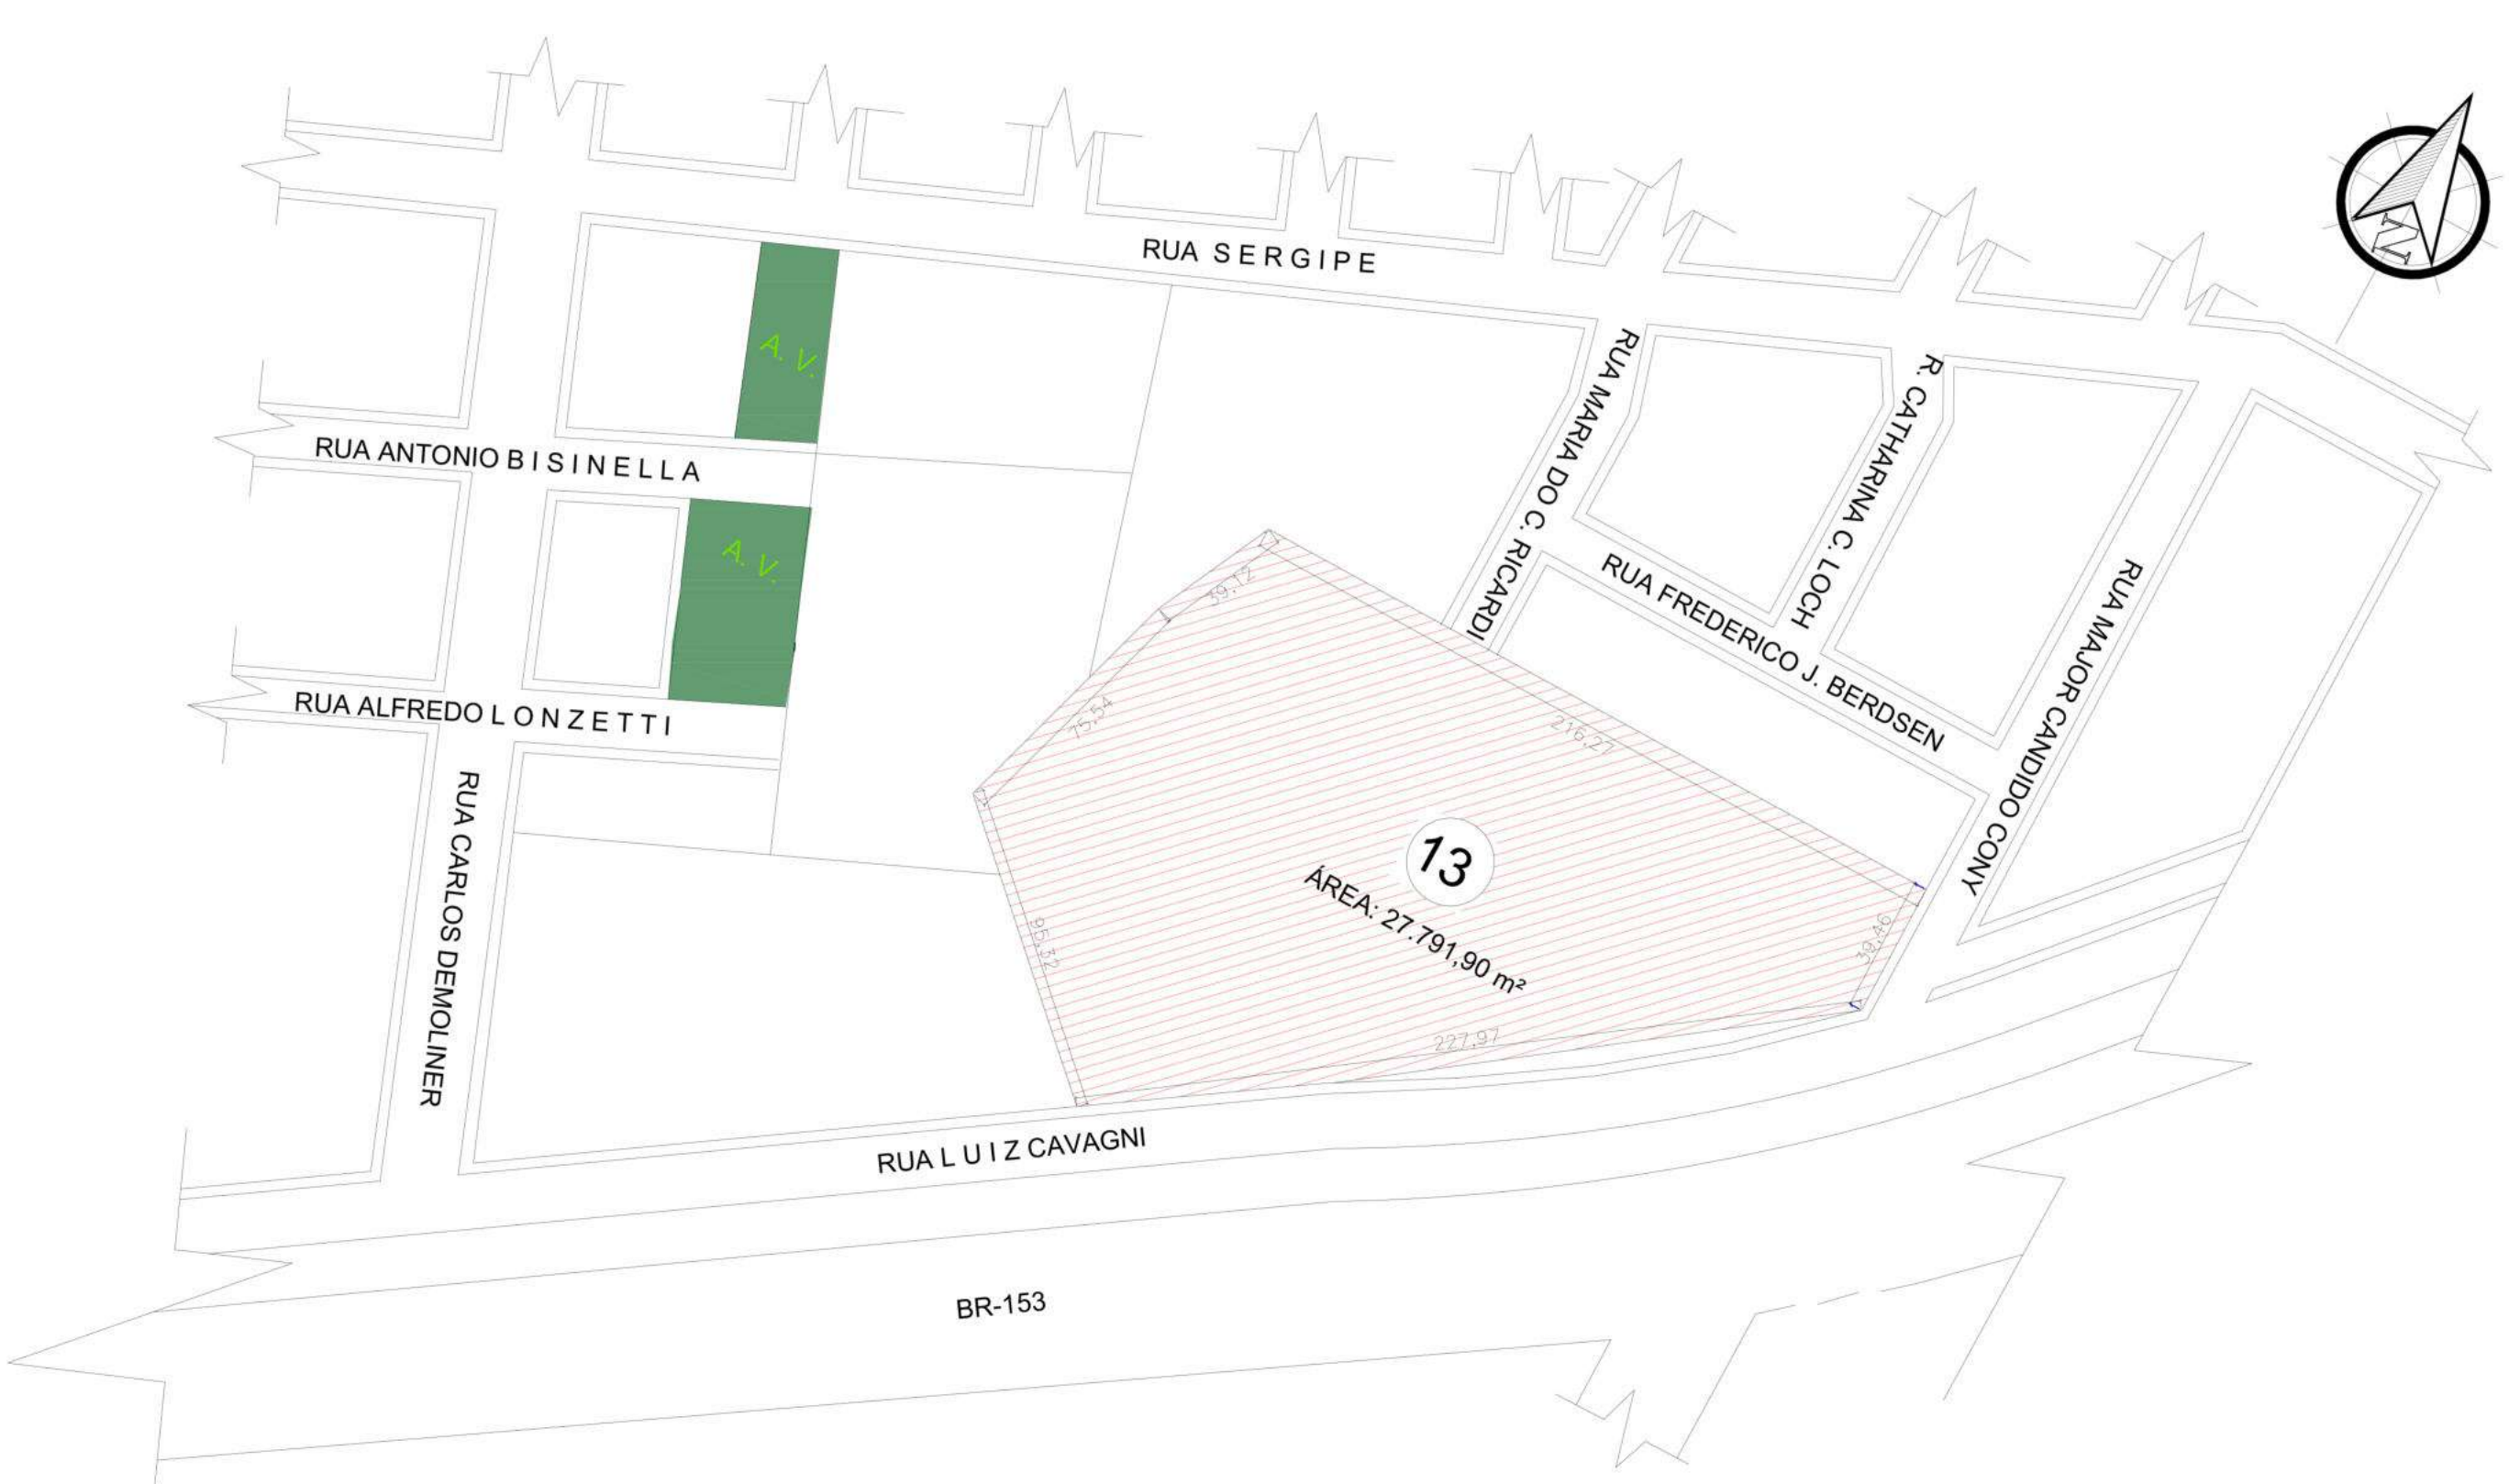 RUA SERGIPE
N
A. V.
RUA MARIA DO C. RICARDI
R. CATHARINA C. LOCH
RUA ANTONIO BISINELLA
A. V.
RUA FREDERICO J. BERDSEN
RUA MAJOR CANDIDO CONY
39,12
RUA ALFREDO LONZETTI
75,54
216,27
RUA CARLOS DEMOLINER
13
ÁREA: 27.791,90 m²
95,32
39,46
227,97
RUA LUIZ CAVAGNI
BR-153